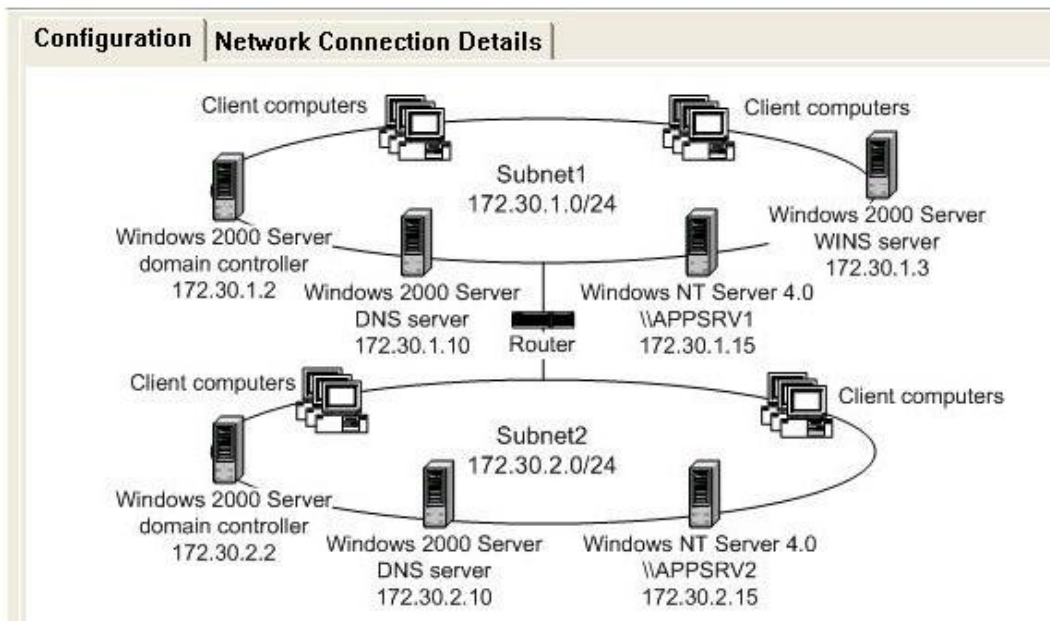 Configuration
Network Connection Details
Client computers
Client computers
Subnet1
172.30.1.0/24
Windows 2000 Server
domain controller
172.30.1.2
Windows 2000 Server
WINS server
172.30.1.3
Windows 2000 Server
DNS server
172.30.1.10
Router
Windows NT Server 4.0
\\APPSRV1
172.30.1.15
Client computers
Client computers
Subnet2
172.30.2.0/24
Windows 2000 Server
domain controller
172.30.2.2
Windows 2000 Server
DNS server
172.30.2.10
Windows NT Server 4.0
\\APPSRV2
172.30.2.15